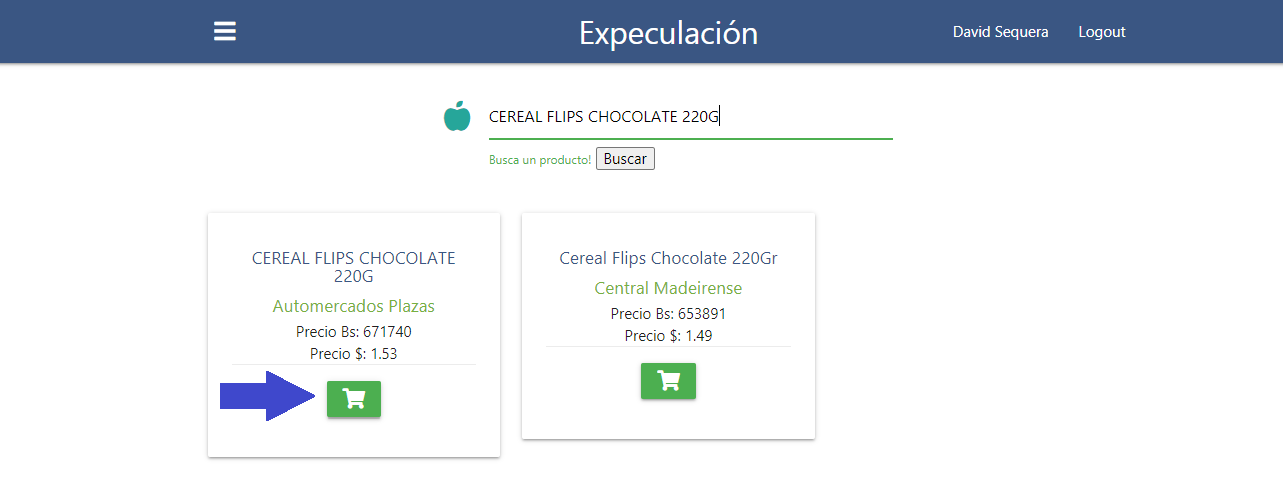 Expeculación
David Sequera
Logout
CEREAL FLIPS CHOCOLATE 220G
Busca un producto!
Buscar
CEREAL FLIPS CHOCOLATE
220G
Automercados Plazas
Precio Bs: 671740
Precio $: 1.53
Cereal Flips Chocolate 220Gr
Central Madeirense
Precio Bs: 653891
Precio $: 1.49